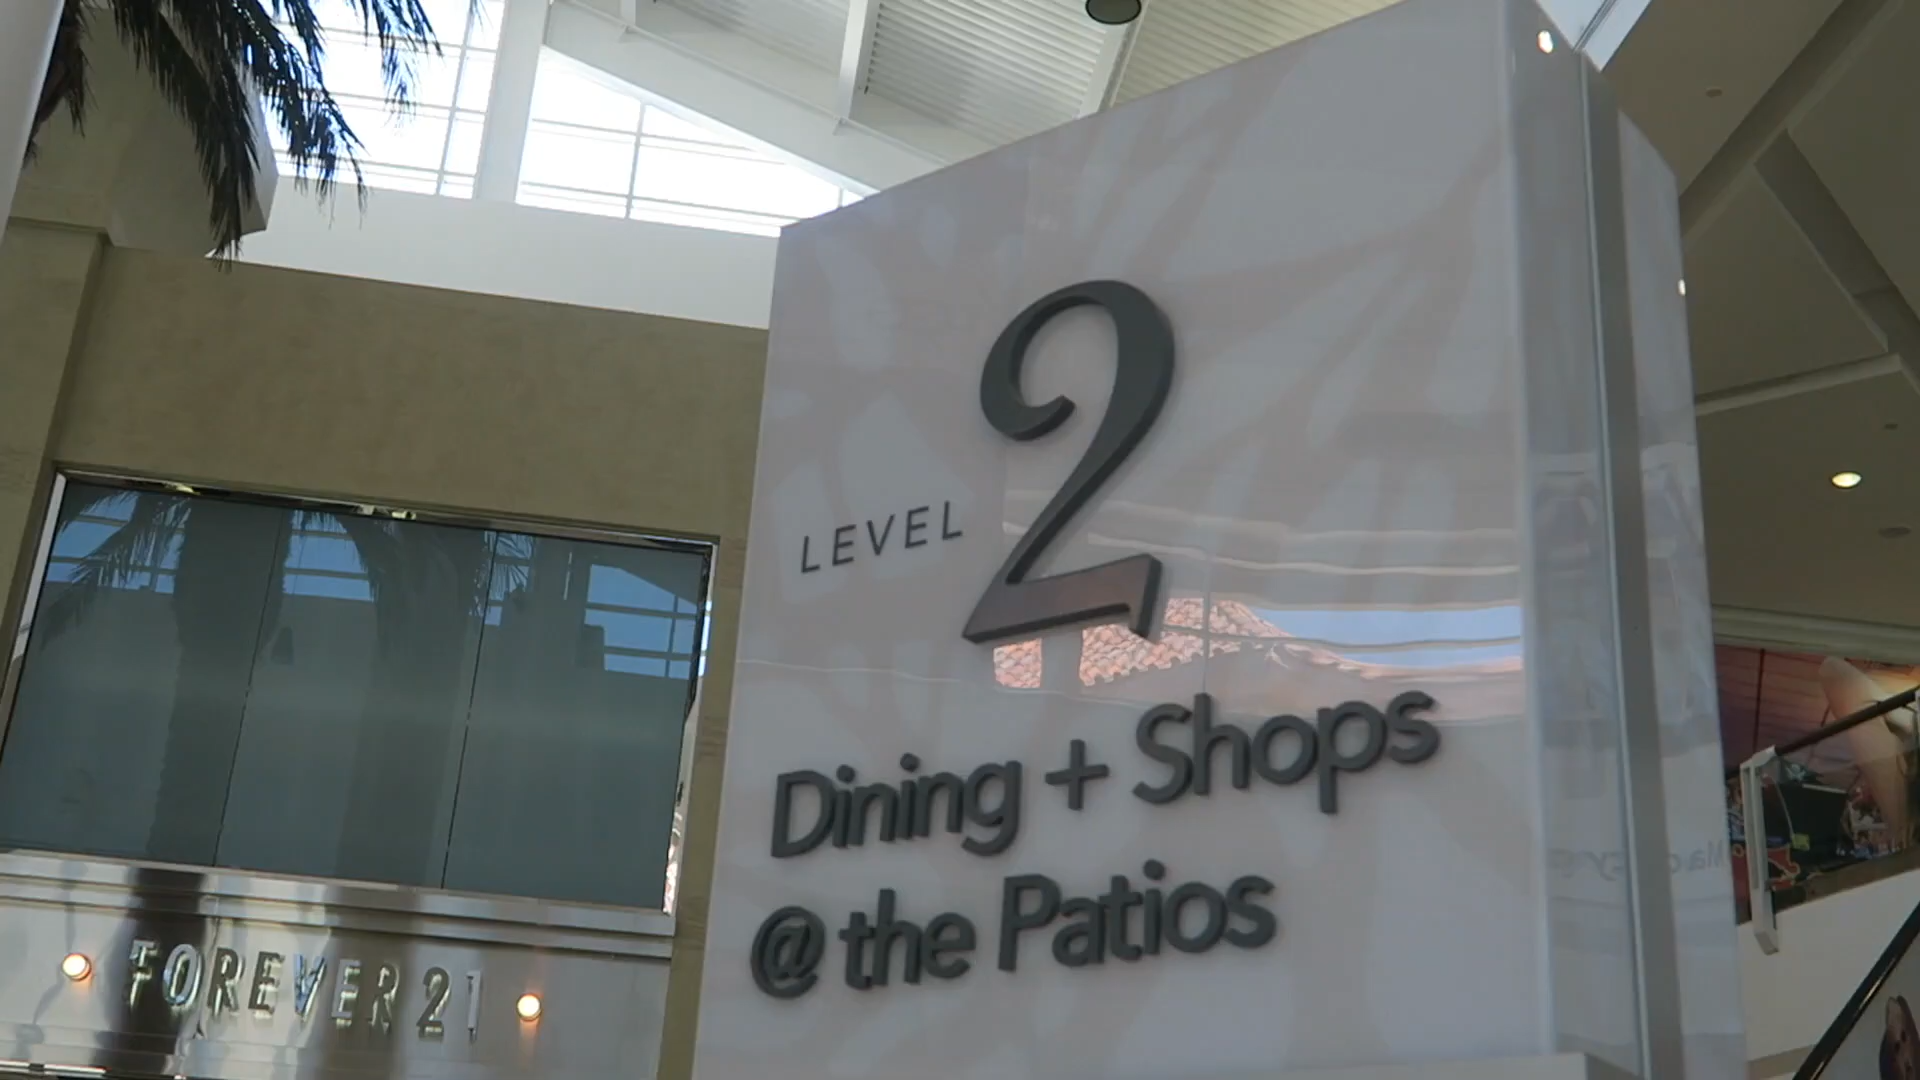 LEVEL 2
Dining + Shops
@ the Patios
FOREVER 21